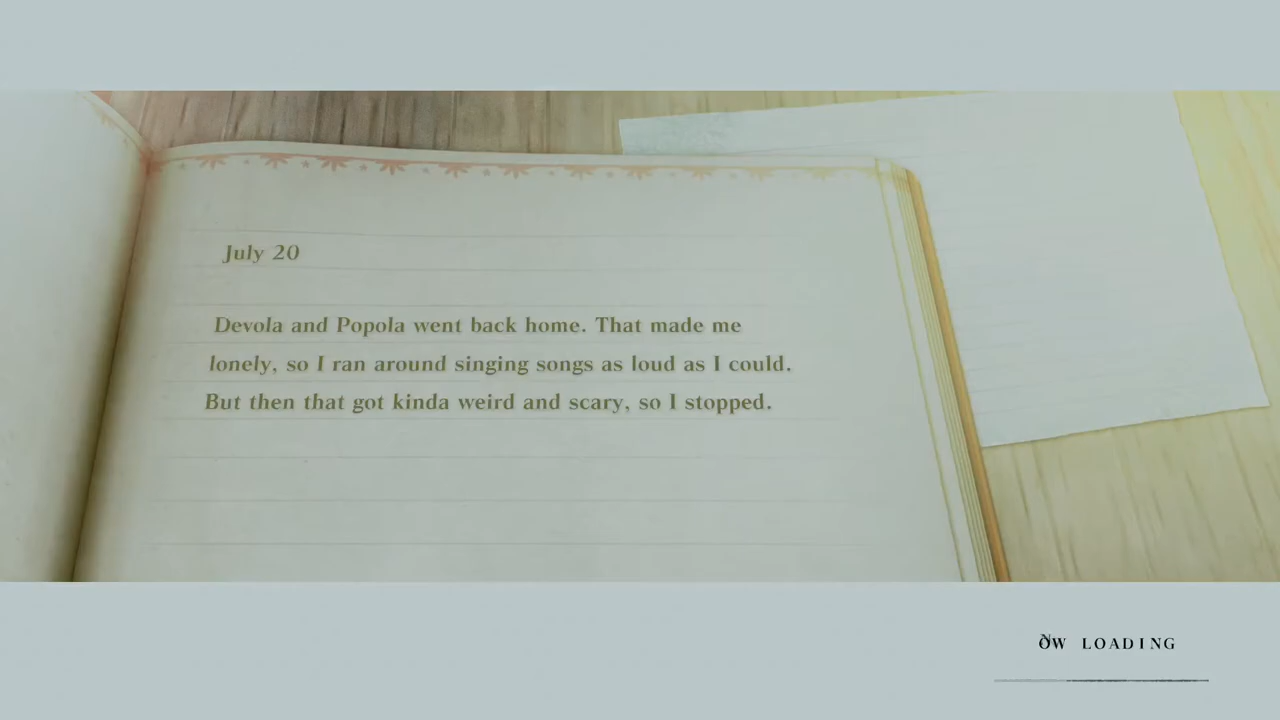 July 20
Devola and Popola went back home. That made me
lonely, so I ran around singing songs as loud as I could.
But then that got kinda weird and scary, so I stopped.
NOW LOADING